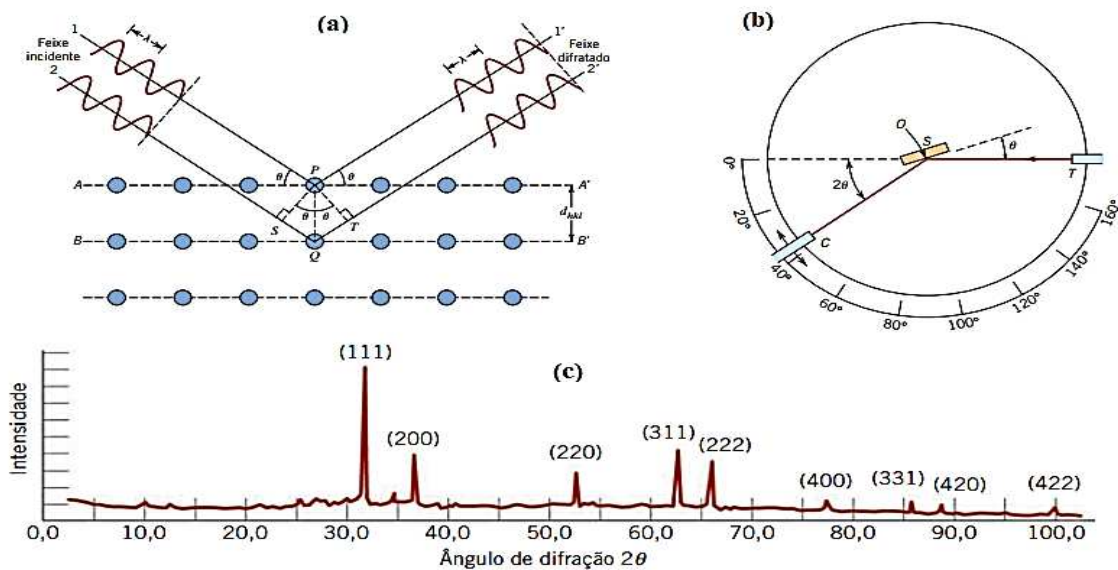 (a)
1
Feixe
incidente
2
λ
λ
1'
Feixe
difratado
2'
P
θ
θ
A
A'
θ
θ
d_hkl
S
T
B
B'
Q
(b)
O
S
θ
T
0°
2θ
C
20°
40°
60°
80°
100°
120°
140°
160°
(c)
Intensidade
(111)
(200)
(220)
(311)
(222)
(400)
(331)
(420)
(422)
0,0 10,0 20,0 30,0 40,0 50,0 60,0 70,0 80,0 90,0 100,0
Ângulo de difração 2θ